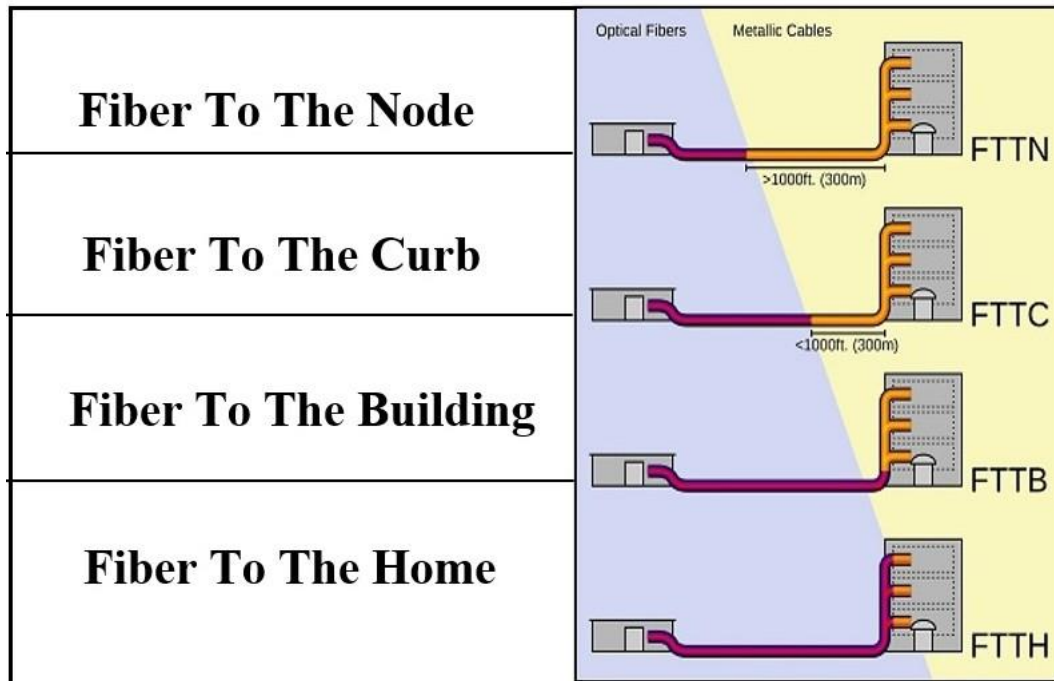 Optical Fibers
Metallic Cables
Fiber To The Node
FTTN
>1000ft. (300m)
Fiber To The Curb
FTTC
<1000ft. (300m)
Fiber To The Building
FTTB
Fiber To The Home
FTTH